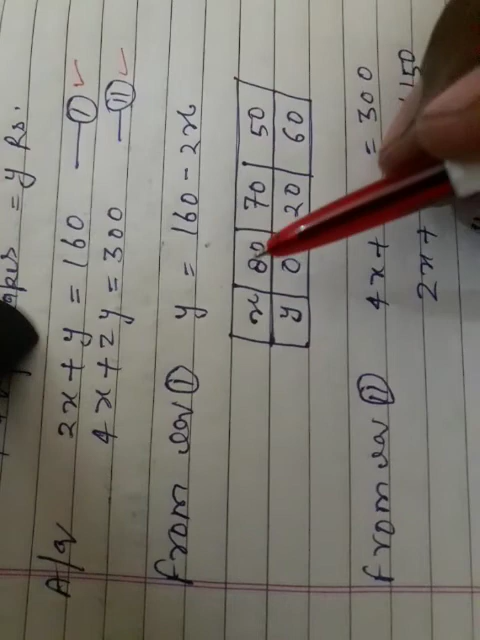 = y Rs.
A/q 2x + y = 160 — (I) ✓
4x + 2y = 300 — (II) ✓
from eq (I) y = 160 - 2x
x 80 70 50
y 0 20 60
from eq (II) 4x + = 300
2x + 150